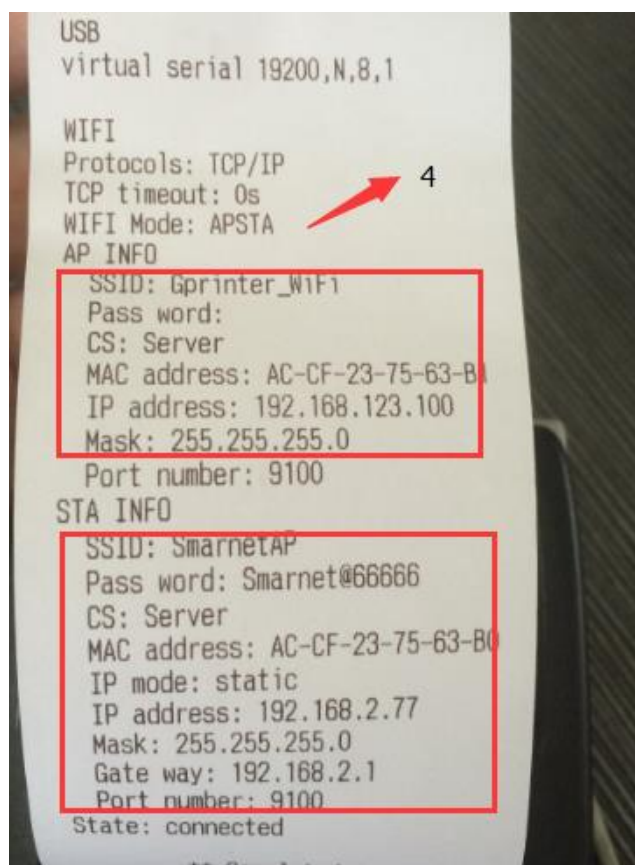 USB
virtual serial 19200,N,8,1
WIFI
Protocols: TCP/IP
TCP timeout: 0s
4
WIFI Mode: APSTA
AP INFO
SSID: Gprinter_WiFi
Pass word:
CS: Server
MAC address: AC-CF-23-75-63-B1
IP address: 192.168.123.100
Mask: 255.255.255.0
Port number: 9100
STA INFO
SSID: SmarnetAP
Pass word: Smarnet@66666
CS: Server
MAC address: AC-CF-23-75-63-B0
IP mode: static
IP address: 192.168.2.77
Mask: 255.255.255.0
Gate way: 192.168.2.1
Port number: 9100
State: connected